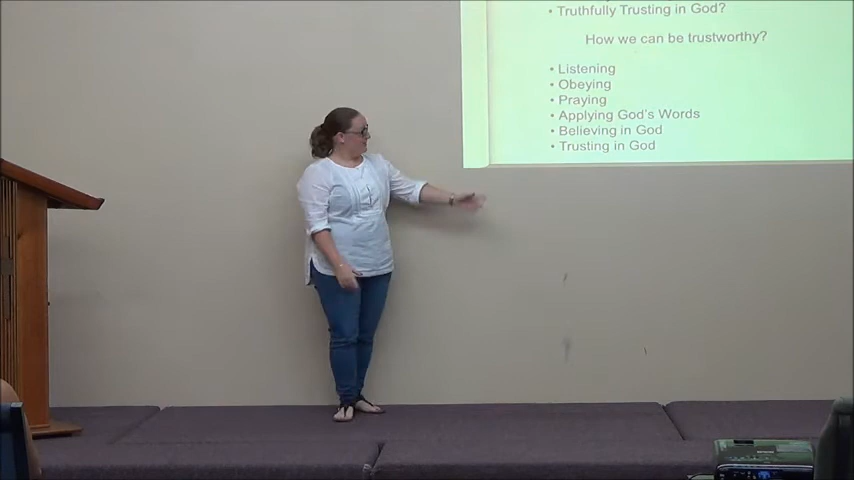 • Truthfully Trusting in God?
How we can be trustworthy?
• Listening
• Obeying
• Praying
• Applying God's Words
• Believing in God
• Trusting in God